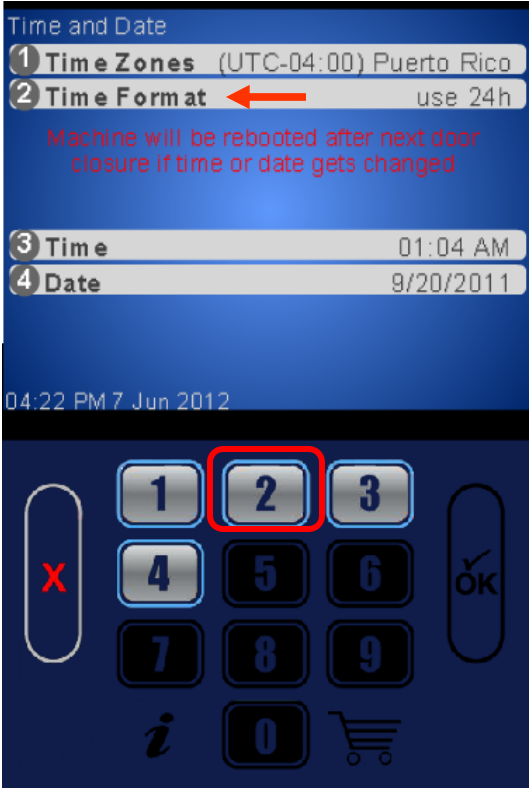 Time and Date
1 Time Zones (UTC-04:00) Puerto Rico
2 Time Format use 24h
Machine will be rebooted after next door
closure if time or date gets changed
3 Time 01:04 AM
4 Date 9/20/2011
04:22 PM 7 Jun 2012
1 2 3
X 4 5 6 OK
7 8 9
i 0